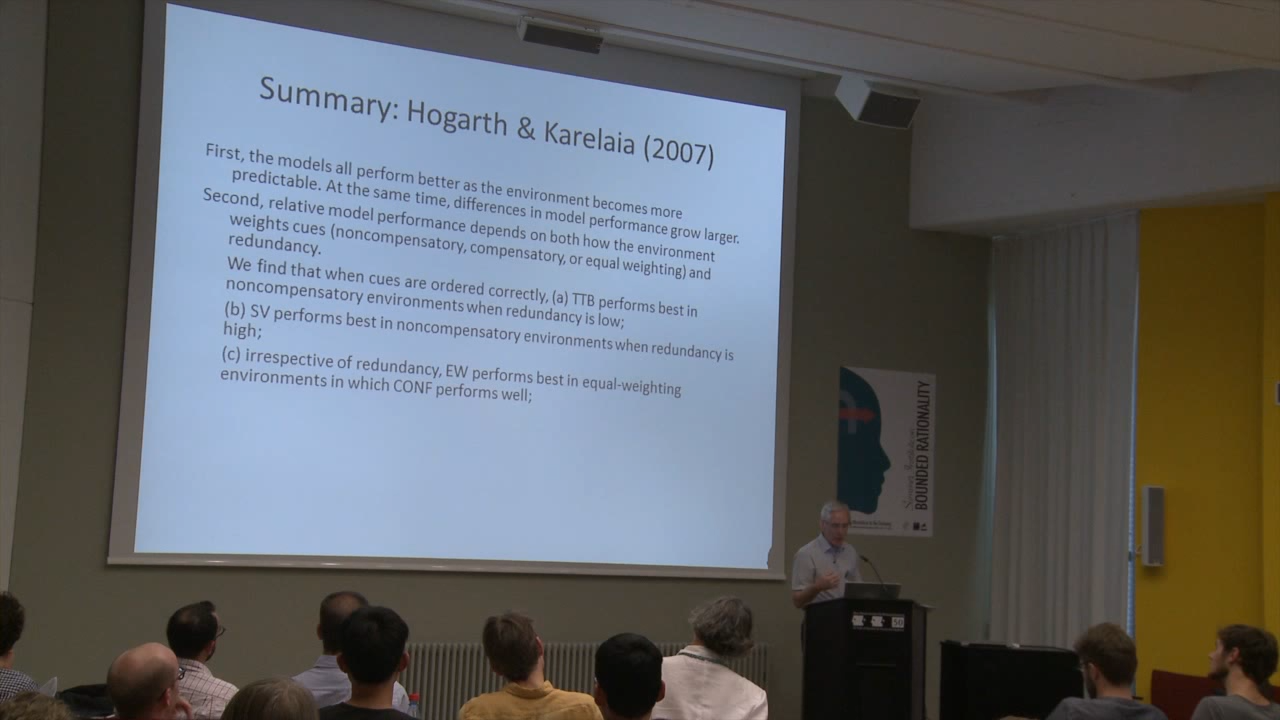 Summary: Hogarth & Karelaia (2007)
First, the models all perform better as the environment becomes more
predictable. At the same time, differences in model performance grow larger.
Second, relative model performance depends on both how the environment
weights cues (noncompensatory, compensatory, or equal weighting) and
redundancy.
We find that when cues are ordered correctly, (a) TTB performs best in
noncompensatory environments when redundancy is low;
(b) SV performs best in noncompensatory environments when redundancy is
high;
(c) irrespective of redundancy, EW performs best in equal-weighting
environments in which CONF performs well;
BOUNDED RATIONALITY
50